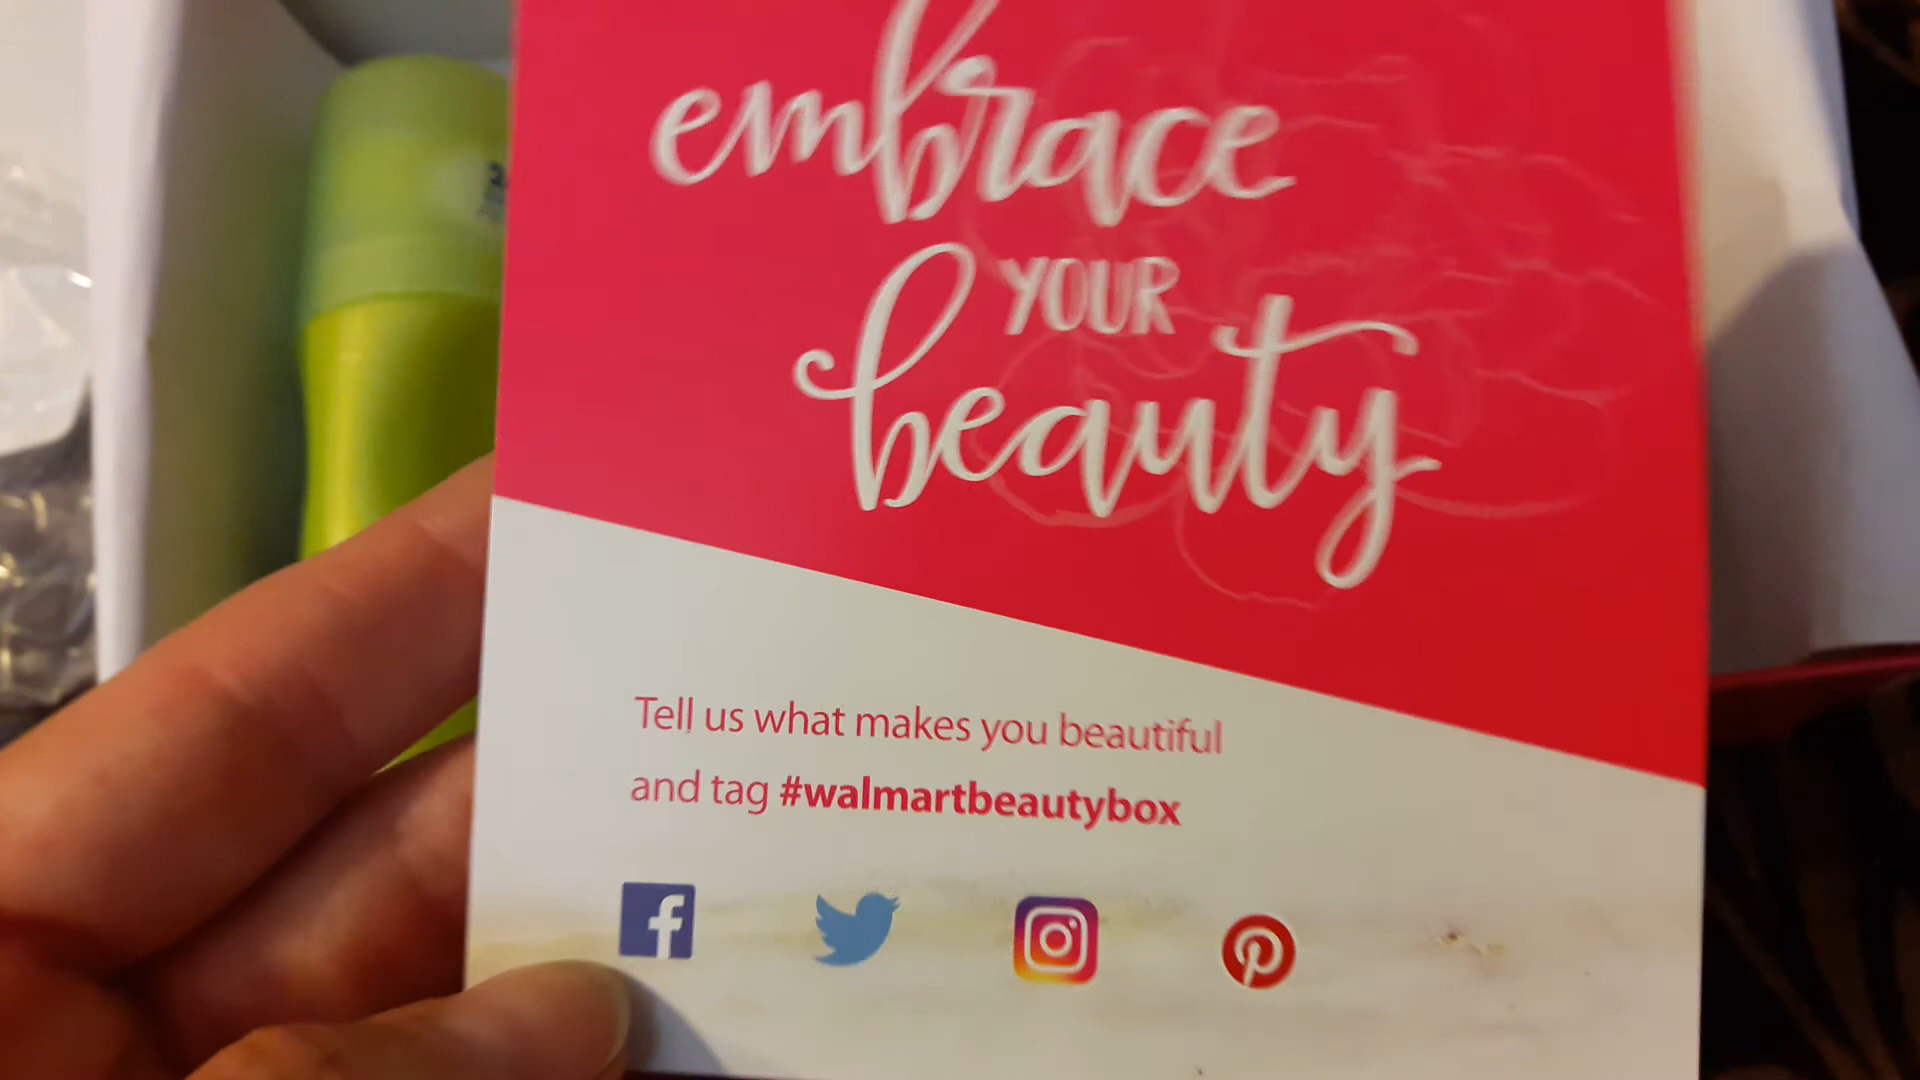 embrace
YOUR
beauty
Tell us what makes you beautiful
and tag #walmartbeautybox